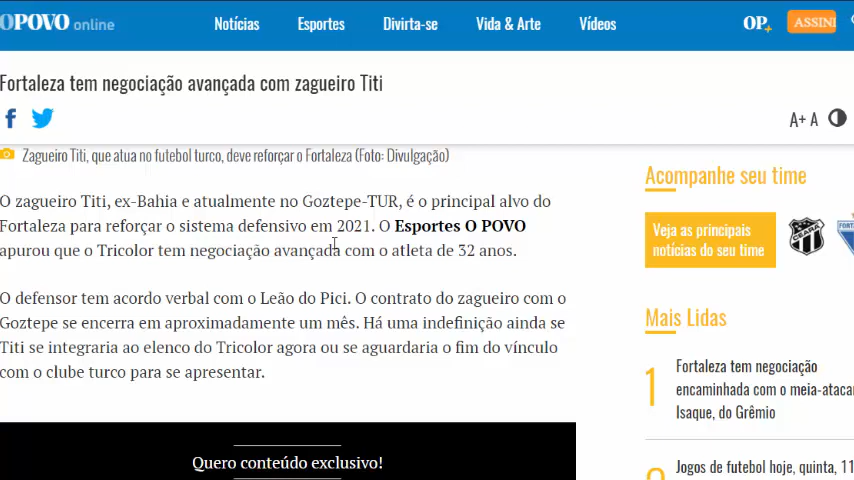 OPOVO online
Notícias Esportes Divirta-se Vida & Arte Vídeos
OP+ ASSINE
Fortaleza tem negociação avançada com zagueiro Titi
A+ A
Zagueiro Titi, que atua no futebol turco, deve reforçar o Fortaleza (Foto: Divulgação)
O zagueiro Titi, ex-Bahia e atualmente no Goztepe-TUR, é o principal alvo do
Fortaleza para reforçar o sistema defensivo em 2021. O Esportes O POVO
apurou que o Tricolor tem negociação avançada com o atleta de 32 anos.
O defensor tem acordo verbal com o Leão do Pici. O contrato do zagueiro com o
Goztepe se encerra em aproximadamente um mês. Há uma indefinição ainda se
Titi se integraria ao elenco do Tricolor agora ou se aguardaria o fim do vínculo
com o clube turco para se apresentar.
Quero conteúdo exclusivo!
Acompanhe seu time
Veja as principais
notícias do seu time
CEARÁ
Mais Lidas
1
Fortaleza tem negociação
encaminhada com o meia-ataca
Isaque, do Grêmio
Jogos de futebol hoje, quinta, 11